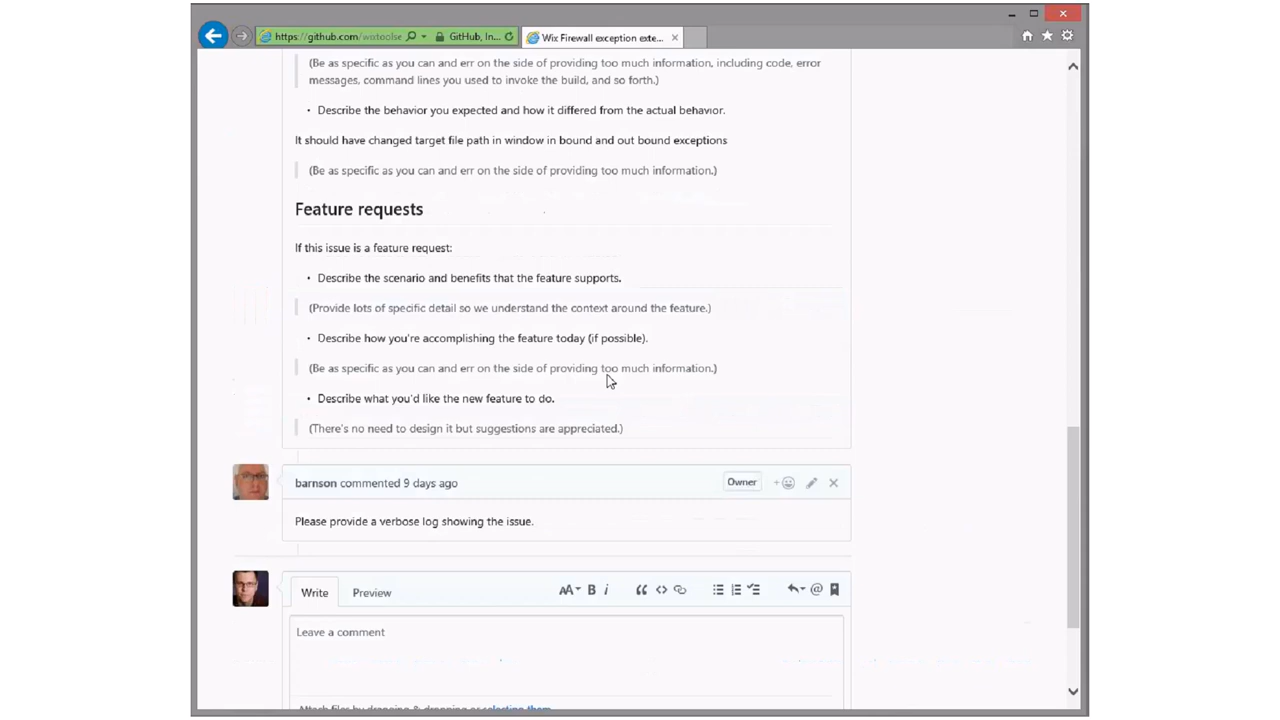 https://github.com/wixtoolse
GitHub, In...
Wix Firewall exception exte...
(Be as specific as you can and err on the side of providing too much information, including code, error
messages, command lines you used to invoke the build, and so forth.)
• Describe the behavior you expected and how it differed from the actual behavior.
It should have changed target file path in window in bound and out bound exceptions
(Be as specific as you can and err on the side of providing too much information.)
Feature requests
If this issue is a feature request:
• Describe the scenario and benefits that the feature supports.
(Provide lots of specific detail so we understand the context around the feature.)
• Describe how you're accomplishing the feature today (if possible).
(Be as specific as you can and err on the side of providing too much information.)
• Describe what you'd like the new feature to do.
(There's no need to design it but suggestions are appreciated.)
barnson commented 9 days ago
Owner
Please provide a verbose log showing the issue.
Write
Preview
AA
B
i
Leave a comment
Attach files by dragging & dropping or selecting them